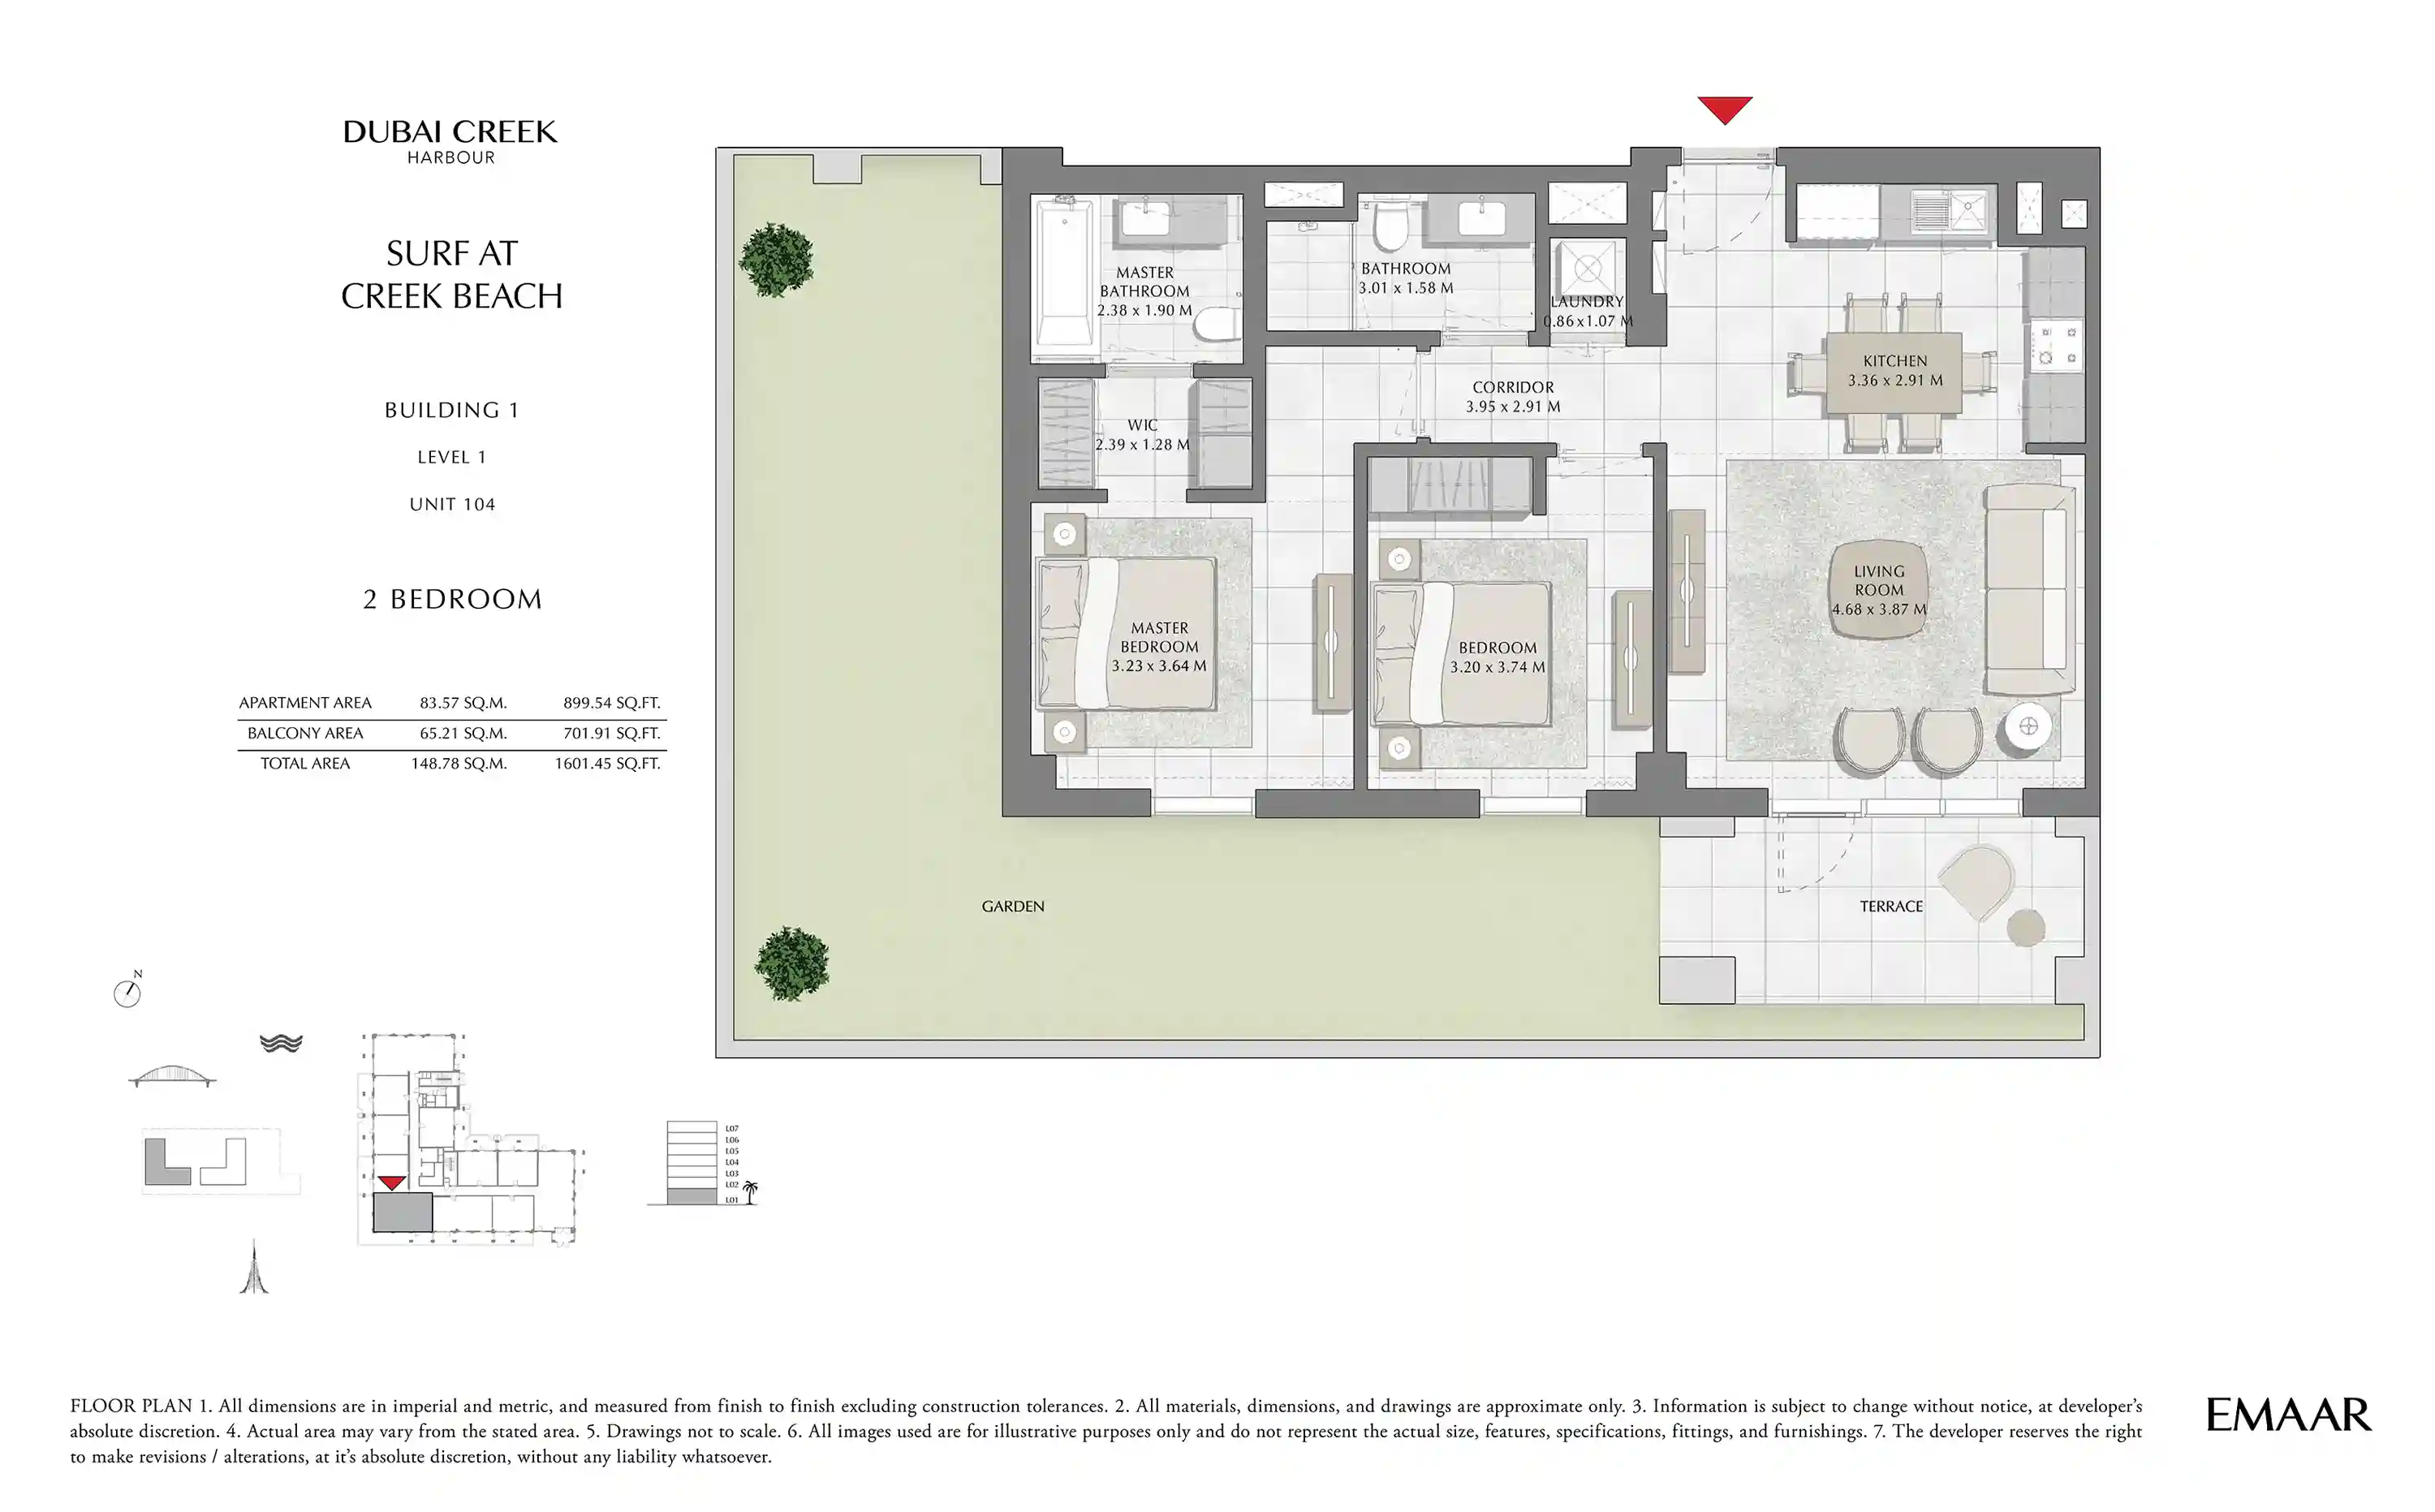 DUBAI CREEK
HARBOUR
SURF AT
CREEK BEACH
BUILDING 1
LEVEL 1
UNIT 104
2 BEDROOM
APARTMENT AREA 83.57 SQ.M. 899.54 SQ.FT.
BALCONY AREA 65.21 SQ.M. 701.91 SQ.FT.
TOTAL AREA 148.78 SQ.M. 1601.45 SQ.FT.
MASTER
BATHROOM
2.38 x 1.90 M
BATHROOM
3.01 x 1.58 M
LAUNDRY
0.86x1.07 M
KITCHEN
3.36 x 2.91 M
CORRIDOR
3.95 x 2.91 M
WIC
2.39 x 1.28 M
MASTER
BEDROOM
3.23 x 3.64 M
BEDROOM
3.20 x 3.74 M
LIVING
ROOM
4.68 x 3.87 M
GARDEN
TERRACE
N
L07
L06
L05
L04
L03
L02
L01
FLOOR PLAN 1. All dimensions are in imperial and metric, and measured from finish to finish excluding construction tolerances. 2. All materials, dimensions, and drawings are approximate only. 3. Information is subject to change without notice, at developer's
absolute discretion. 4. Actual area may vary from the stated area. 5. Drawings not to scale. 6. All images used are for illustrative purposes only and do not represent the actual size, features, specifications, fittings, and furnishings. 7. The developer reserves the right
to make revisions / alterations, at it's absolute discretion, without any liability whatsoever.
EMAAR